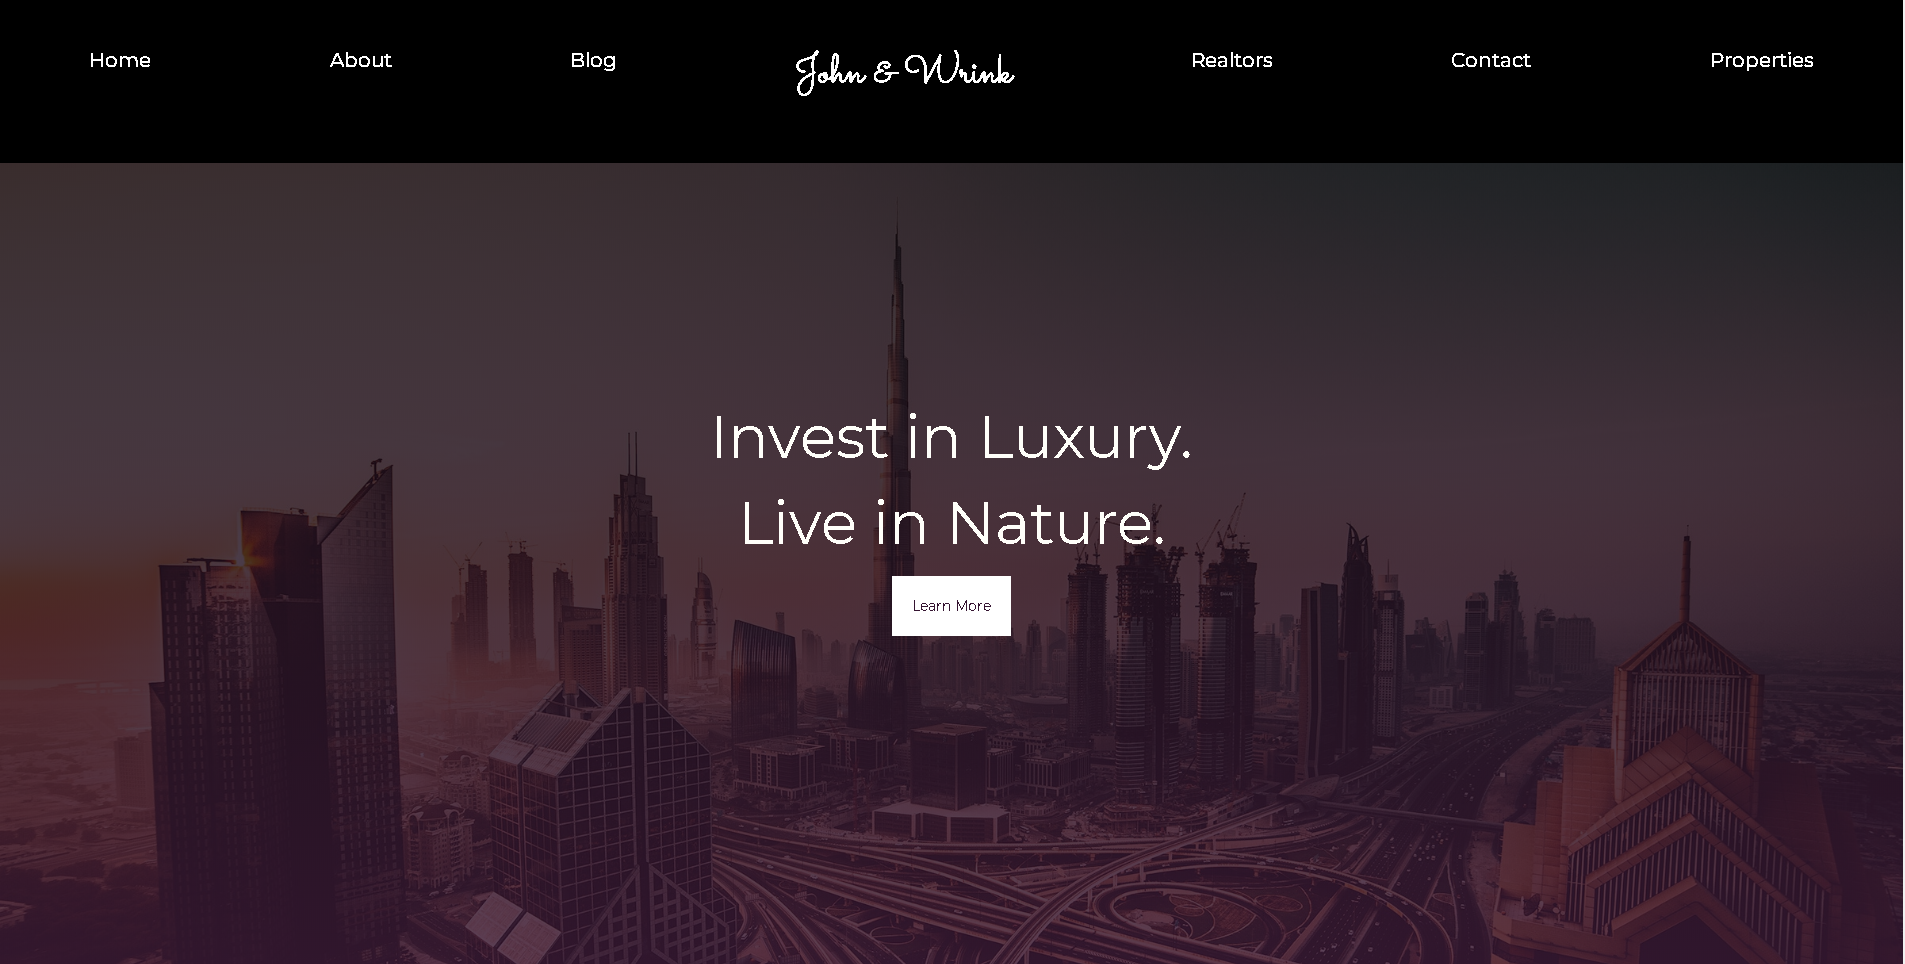 Home
About
Blog
John & Wrink
Realtors
Contact
Properties
Invest in Luxury.
Live in Nature.
Learn More